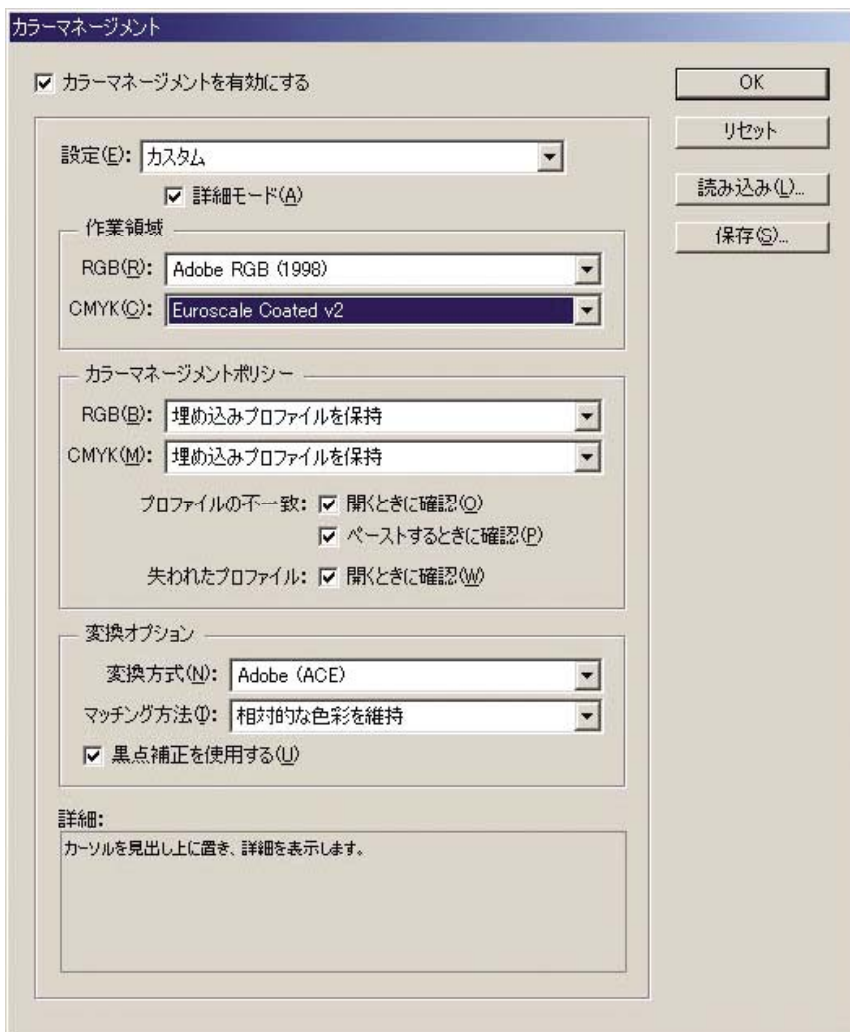 カラーマネージメント
カラーマネージメントを有効にする
OK
リセット
読み込み(L)...
保存(S)...
設定(E): カスタム
詳細モード(A)
作業領域
RGB(R): Adobe RGB (1998)
CMYK(C): Euroscale Coated v2
カラーマネージメントポリシー
RGB(B): 埋め込みプロファイルを保持
CMYK(M): 埋め込みプロファイルを保持
プロファイルの不一致: 開くときに確認(O)
ペーストするときに確認(P)
失われたプロファイル: 開くときに確認(W)
変換オプション
変換方式(N): Adobe (ACE)
マッチング方法(I): 相対的な色彩を維持
黒点補正を使用する(U)
詳細:
カーソルを見出し上に置き、詳細を表示します。